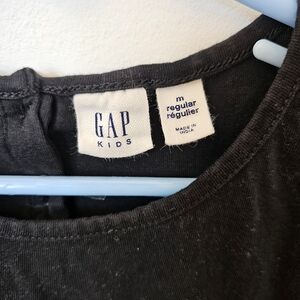 GAP
KIDS
m
regular
régulier
MADE IN
INDIA